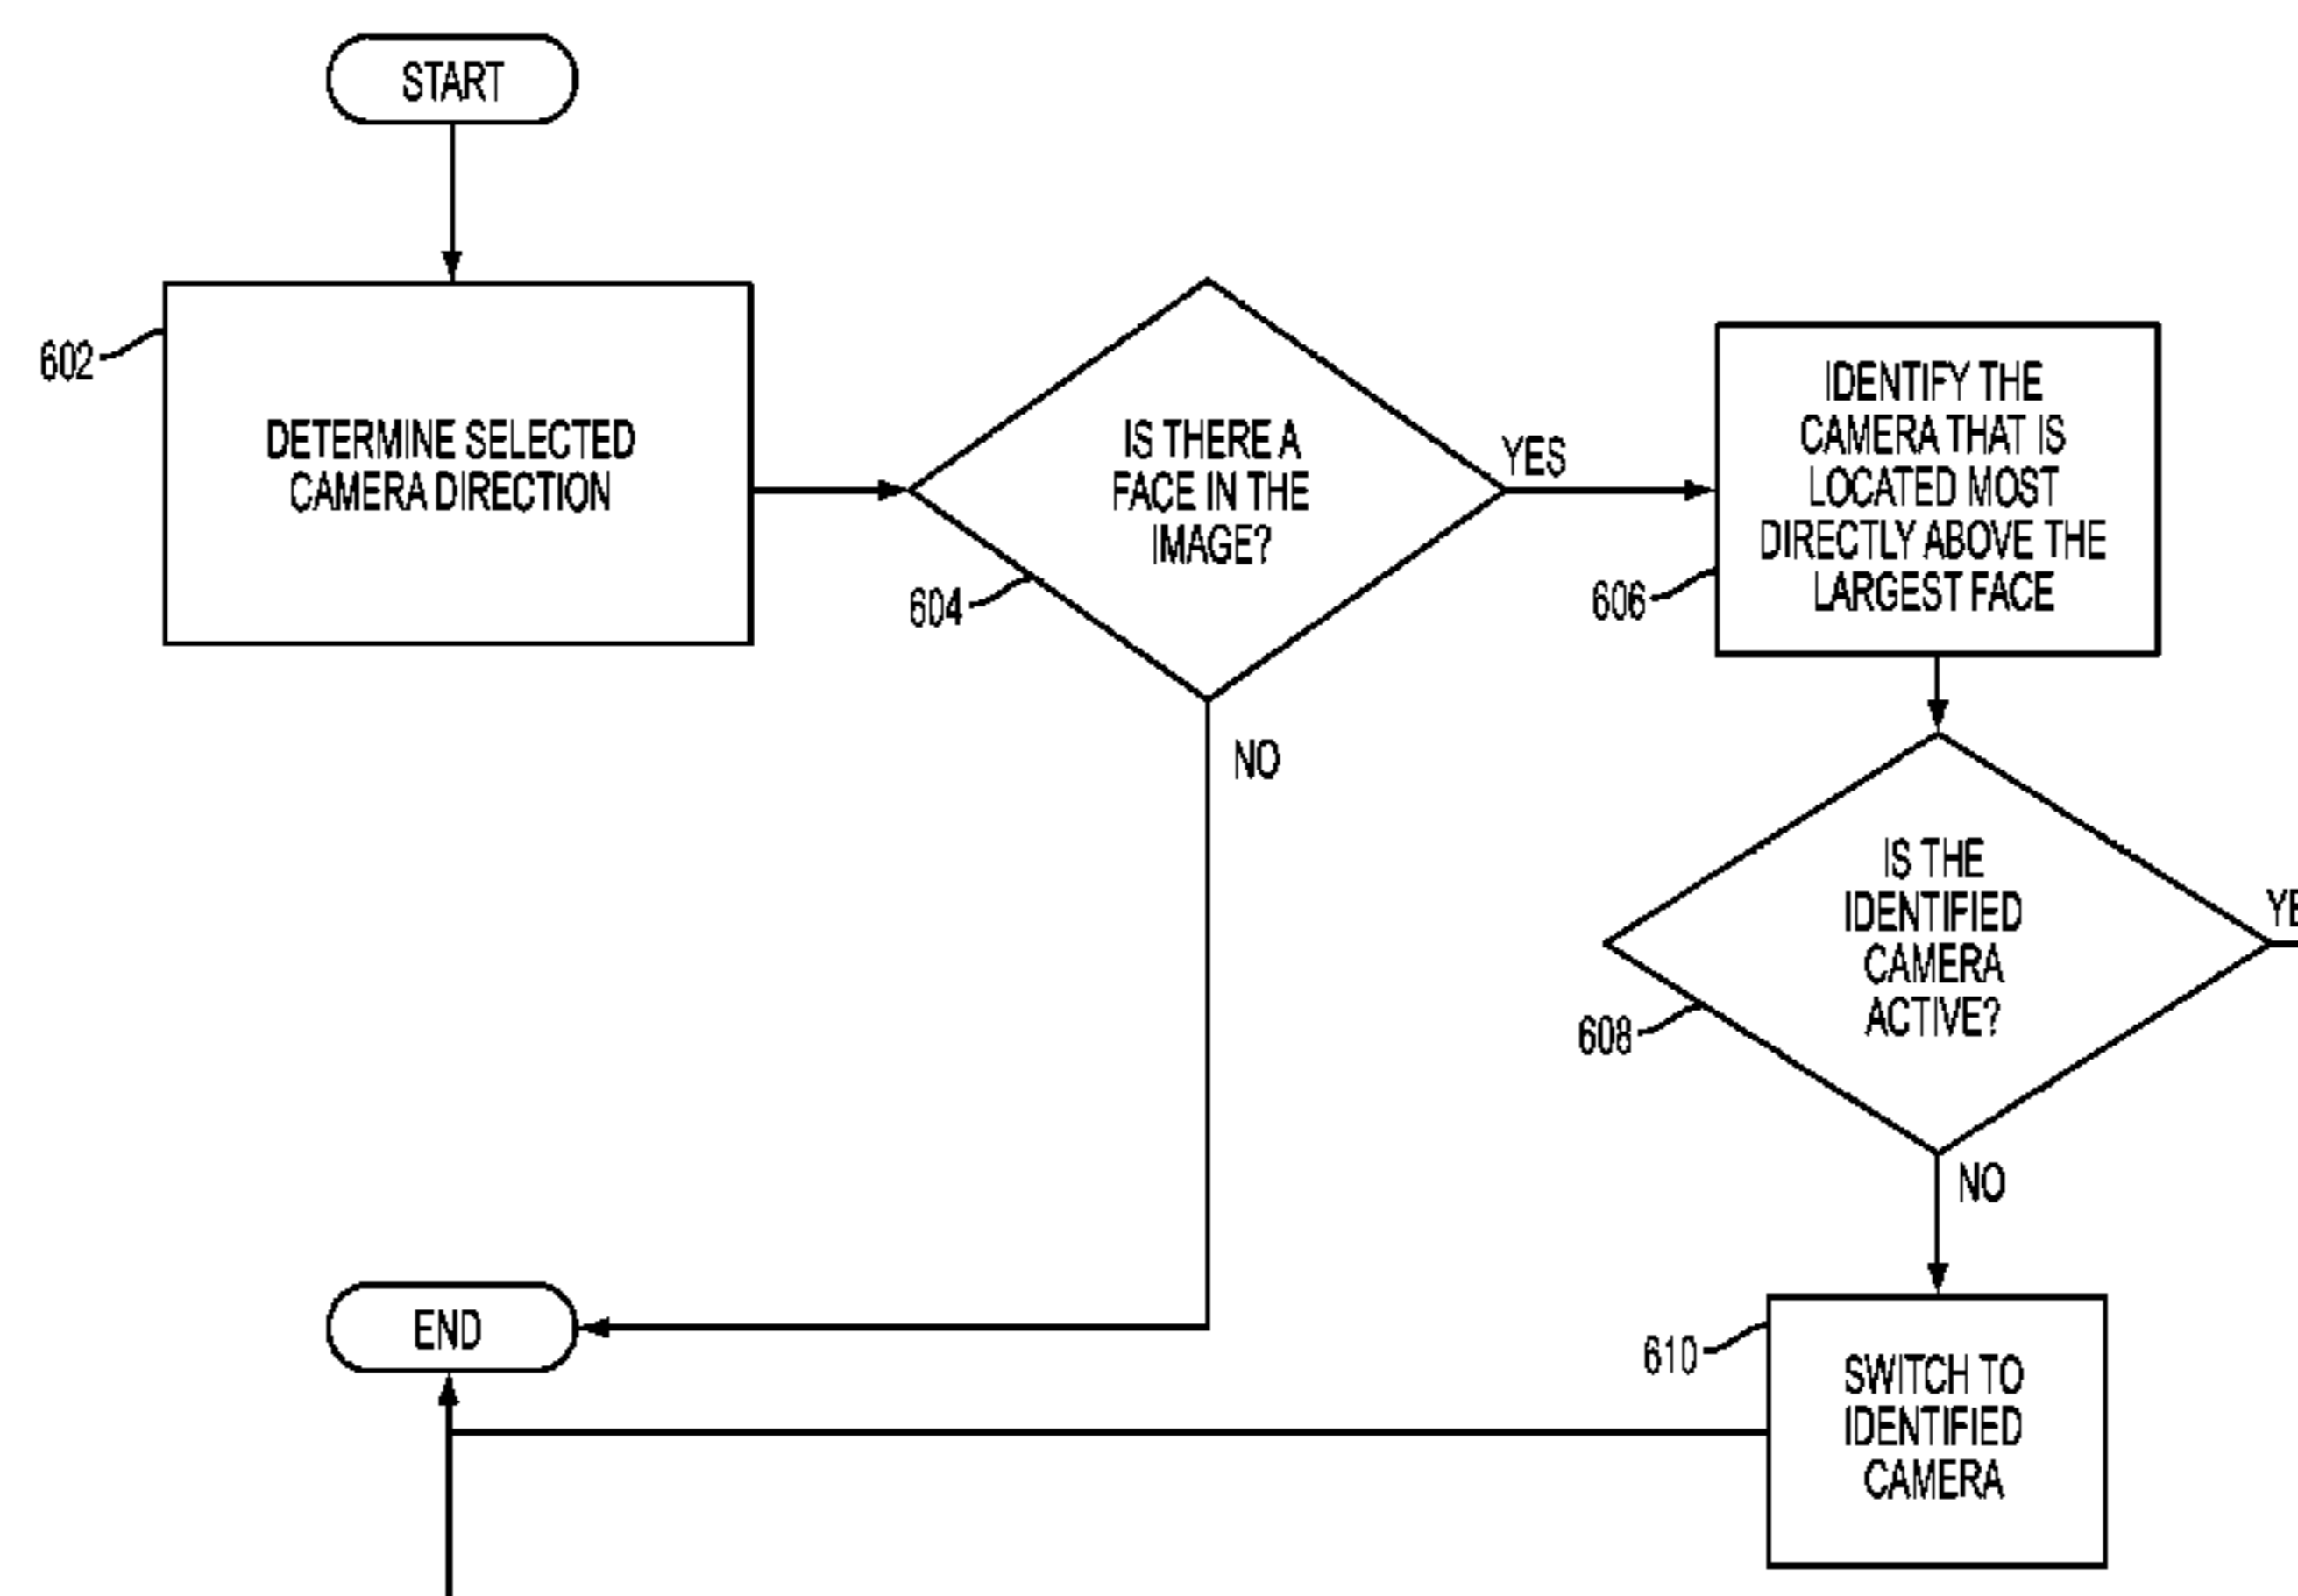 START
602
DETERMINE SELECTED
CAMERA DIRECTION
IS THERE A
FACE IN THE
IMAGE?
604
YES
NO
IDENTIFY THE
CAMERA THAT IS
LOCATED MOST
DIRECTLY ABOVE THE
LARGEST FACE
606
IS THE
IDENTIFIED
CAMERA
ACTIVE?
608
NO
610
SWITCH TO
IDENTIFIED
CAMERA
END